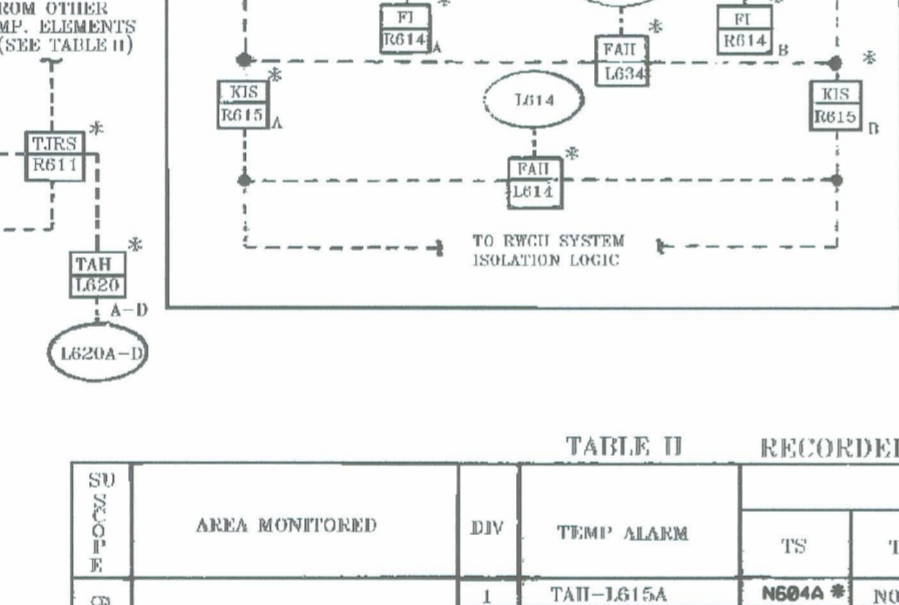 ROM OTHER
MP. ELEMENTS
(SEE TABLE II)
TJRS *
R611
TAH *
L620
A-D
L620A-D
FI *
R614 A
FI
R614 B
FAH *
L634
KIS *
R615 A
L614
KIS *
R615 B
FAH *
L614
TO RWCU SYSTEM
ISOLATION LOGIC
TABLE II RECORDE
AREA MONITORED
DIV
TEMP ALARM
TS
1
TAH-L615A
N604A *
NO